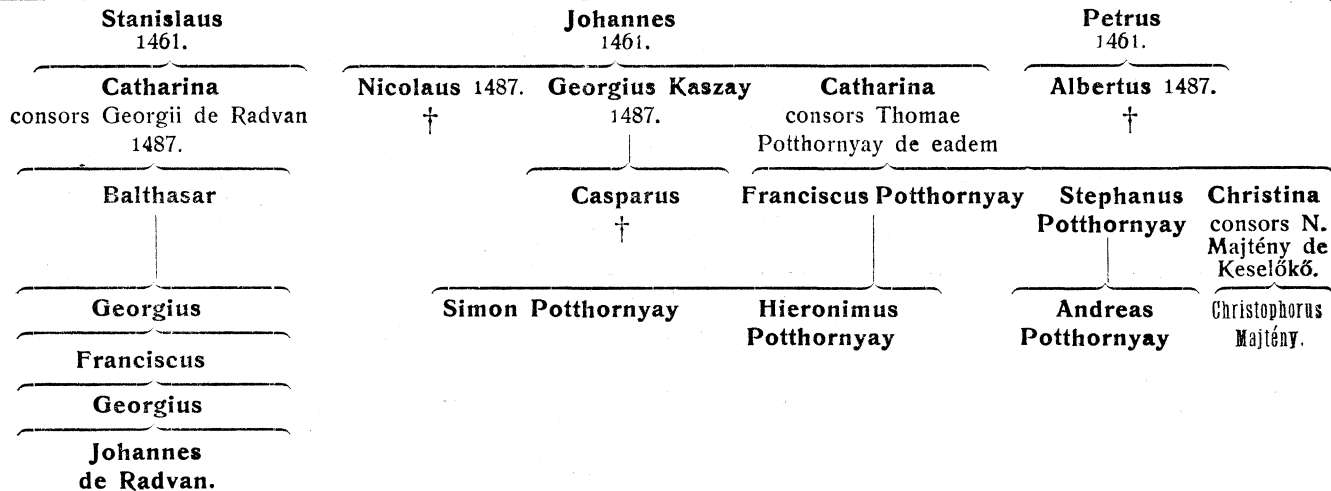 Stanislaus
1461.
Johannes
1461.
Petrus
1461.
Catharina
consors Georgii de Radvan
1487.
Nicolaus 1487.
†
Georgius Kaszay
1487.
Catharina
consors Thomae
Potthornyay de eadem
Albertus 1487.
†
Balthasar
Casparus
†
Franciscus Potthornyay
Stephanus
Potthornyay
Christina
consors N.
Majtény de
Keselőkő.
Georgius
Simon Potthornyay
Hieronimus
Potthornyay
Andreas
Potthornyay
Christophorus
Majtény.
Franciscus
Georgius
Johannes
de Radvan.